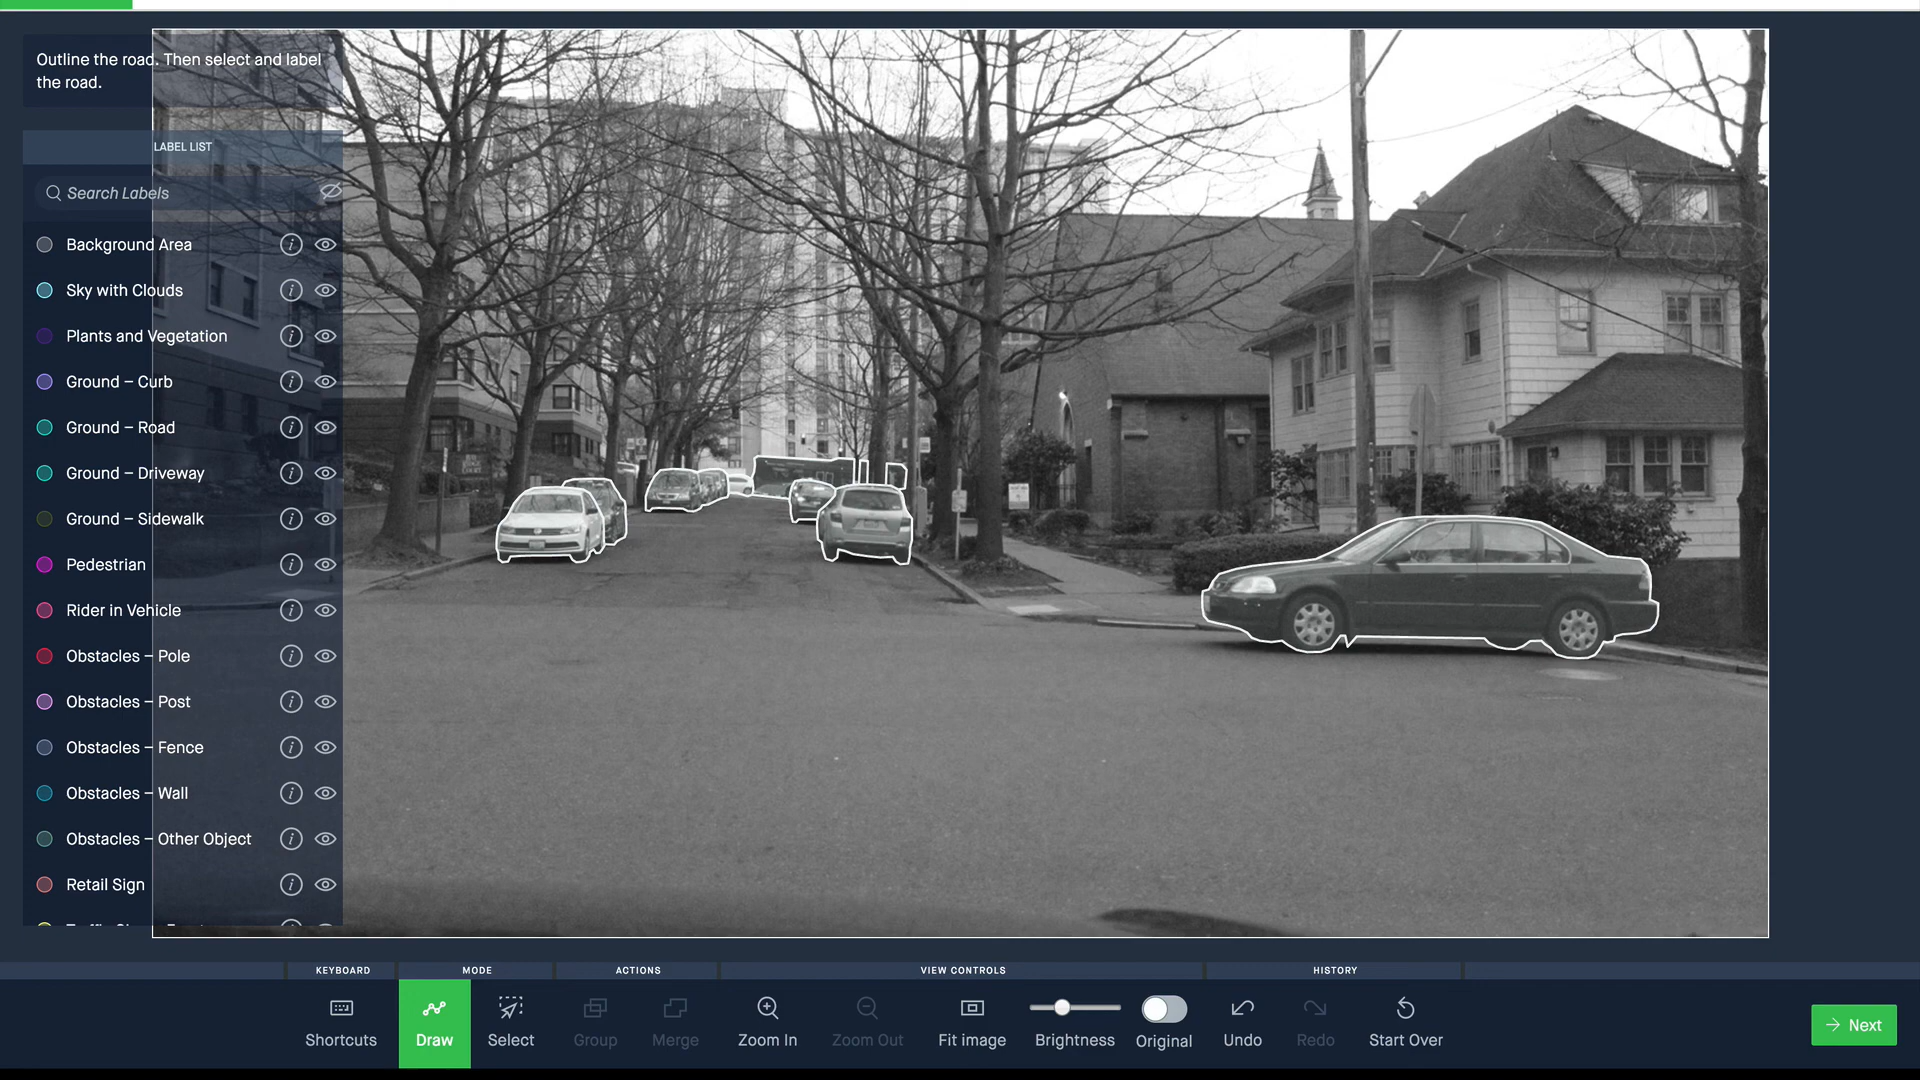 Outline the road. Then select and label
the road.
LABEL LIST
Search Labels
Background Area
Sky with Clouds
Plants and Vegetation
Ground – Curb
Ground – Road
Ground – Driveway
Ground – Sidewalk
Pedestrian
Rider in Vehicle
Obstacles – Pole
Obstacles – Post
Obstacles – Fence
Obstacles – Wall
Obstacles – Other Object
Retail Sign
KEYBOARD MODE ACTIONS VIEW CONTROLS HISTORY
Shortcuts Draw Select Group Merge Zoom In Zoom Out Fit image Brightness Original Undo Redo Start Over
Next